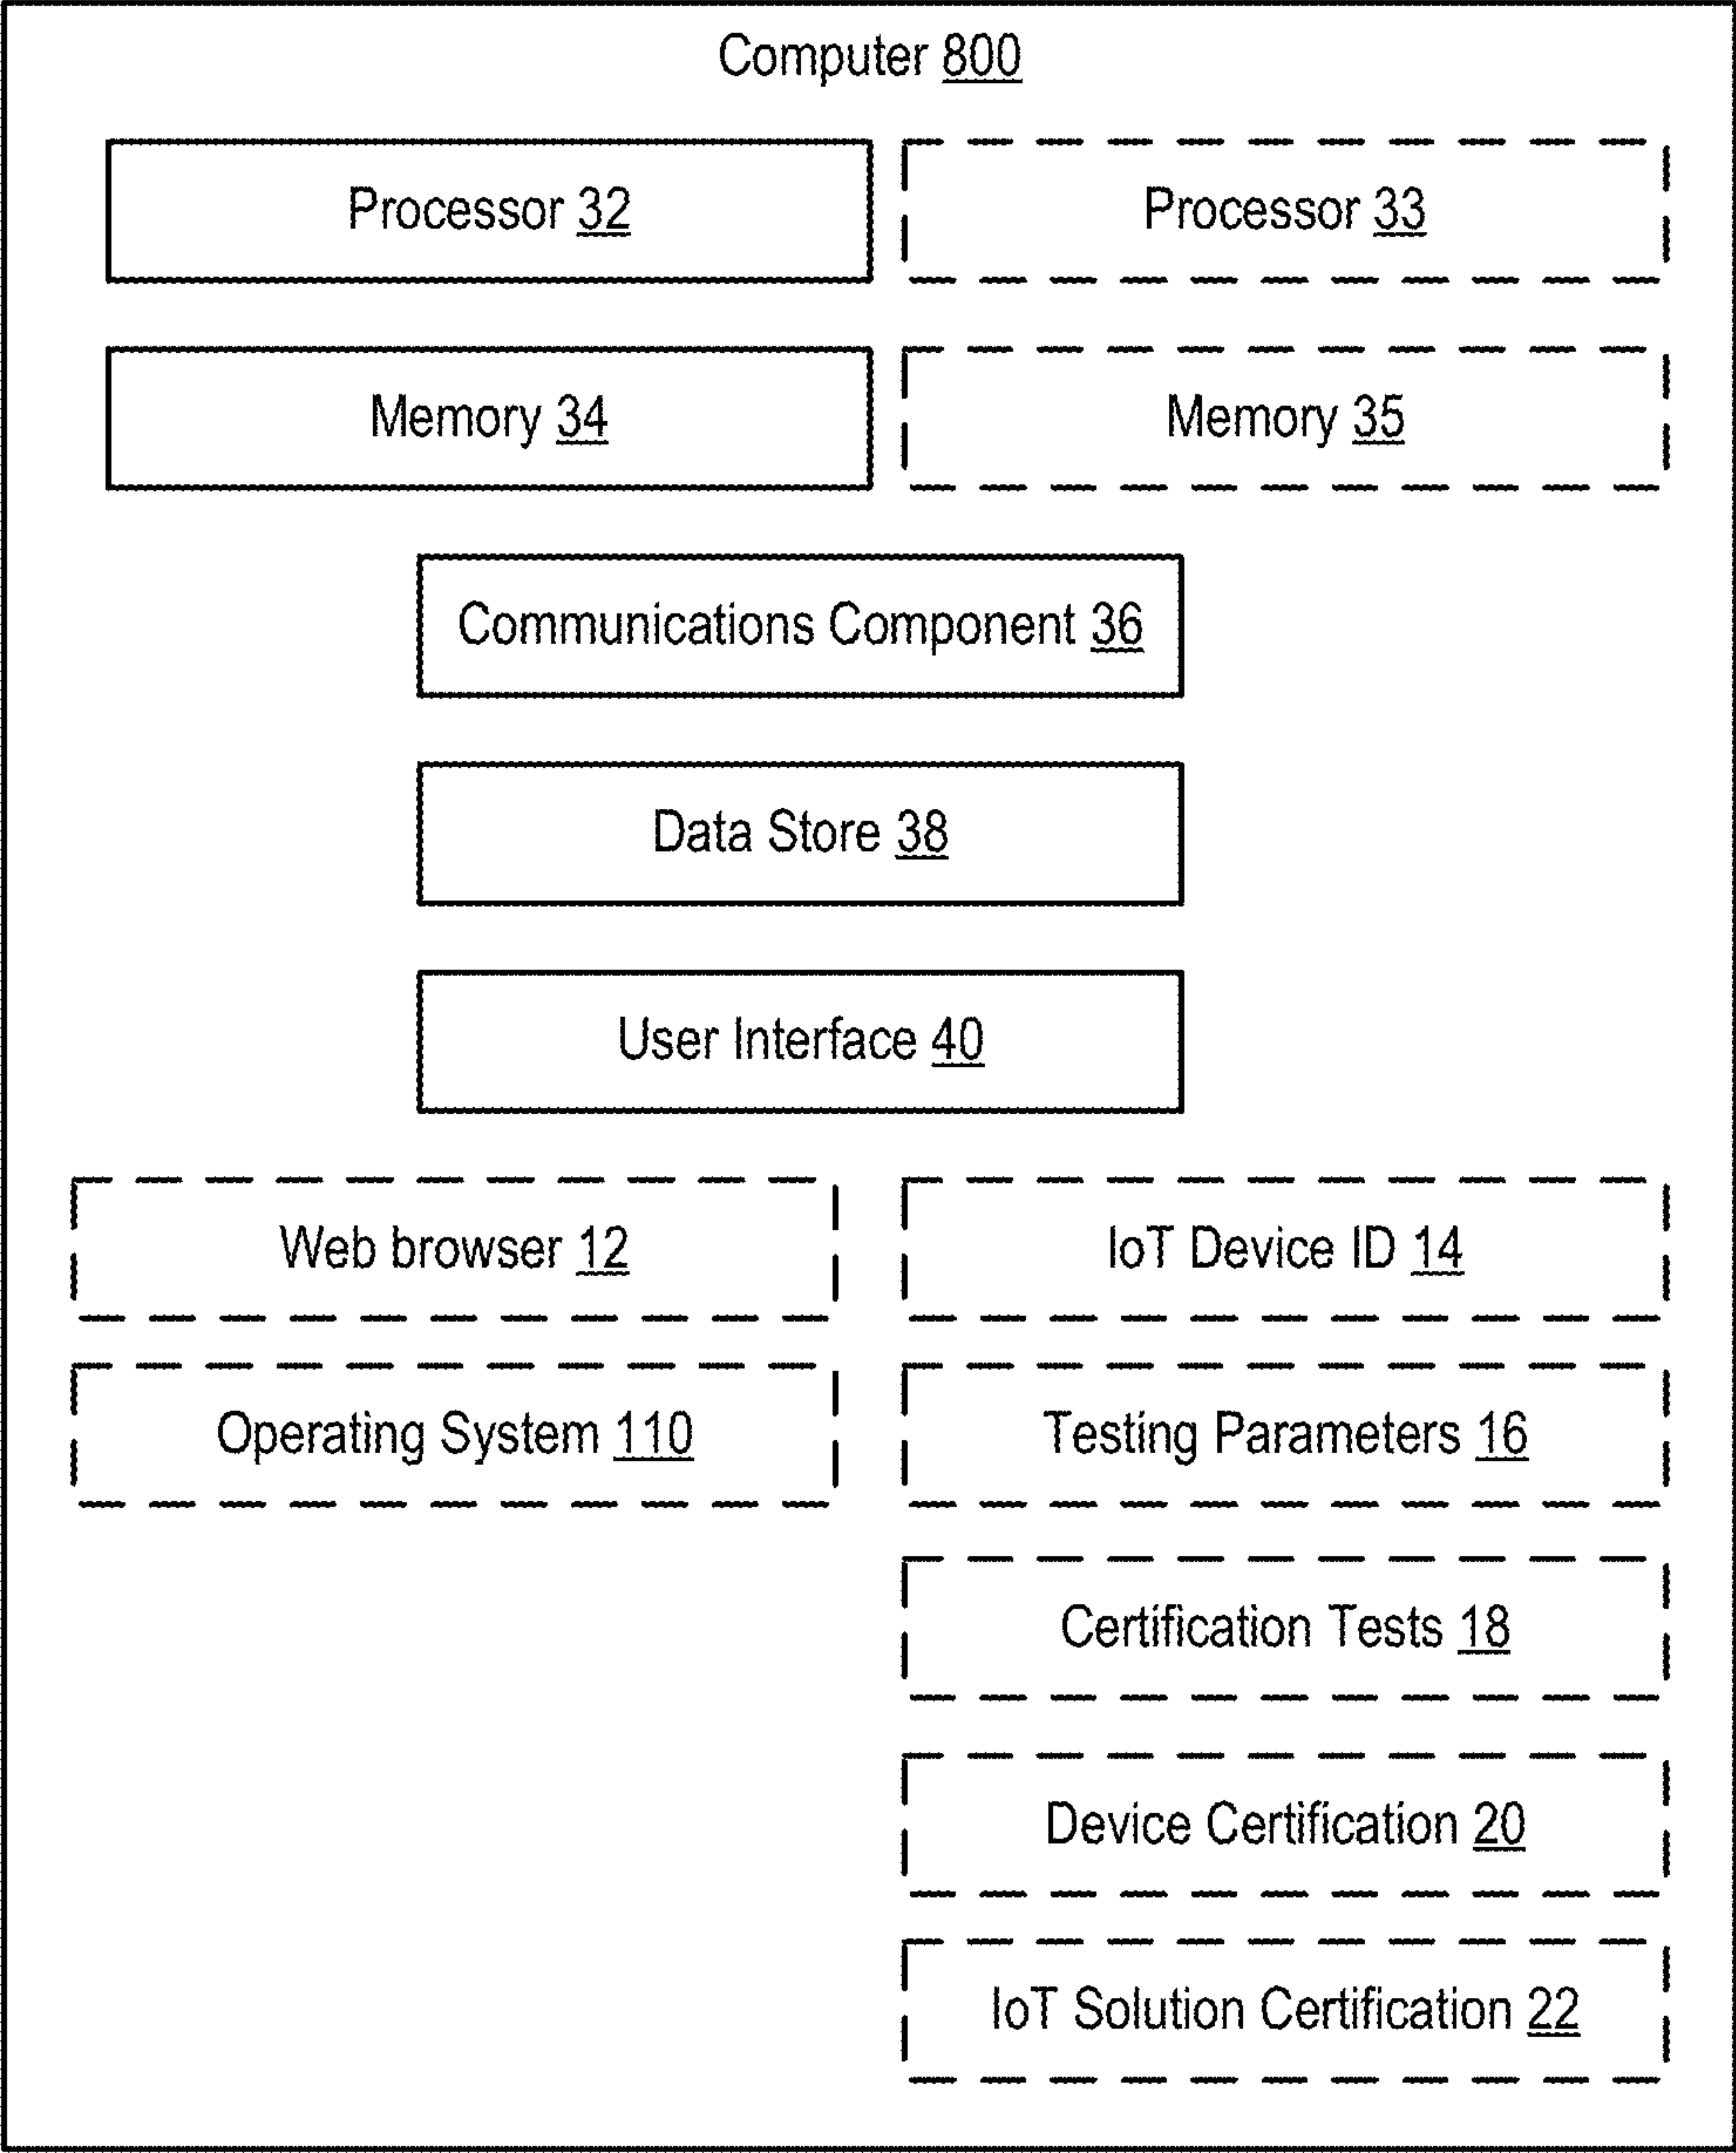 Computer 800
Processor 32
Processor 33
Memory 34
Memory 35
Communications Component 36
Data Store 38
User Interface 40
Web browser 12
IoT Device ID 14
Operating System 110
Testing Parameters 16
Certification Tests 18
Device Certification 20
IoT Solution Certification 22